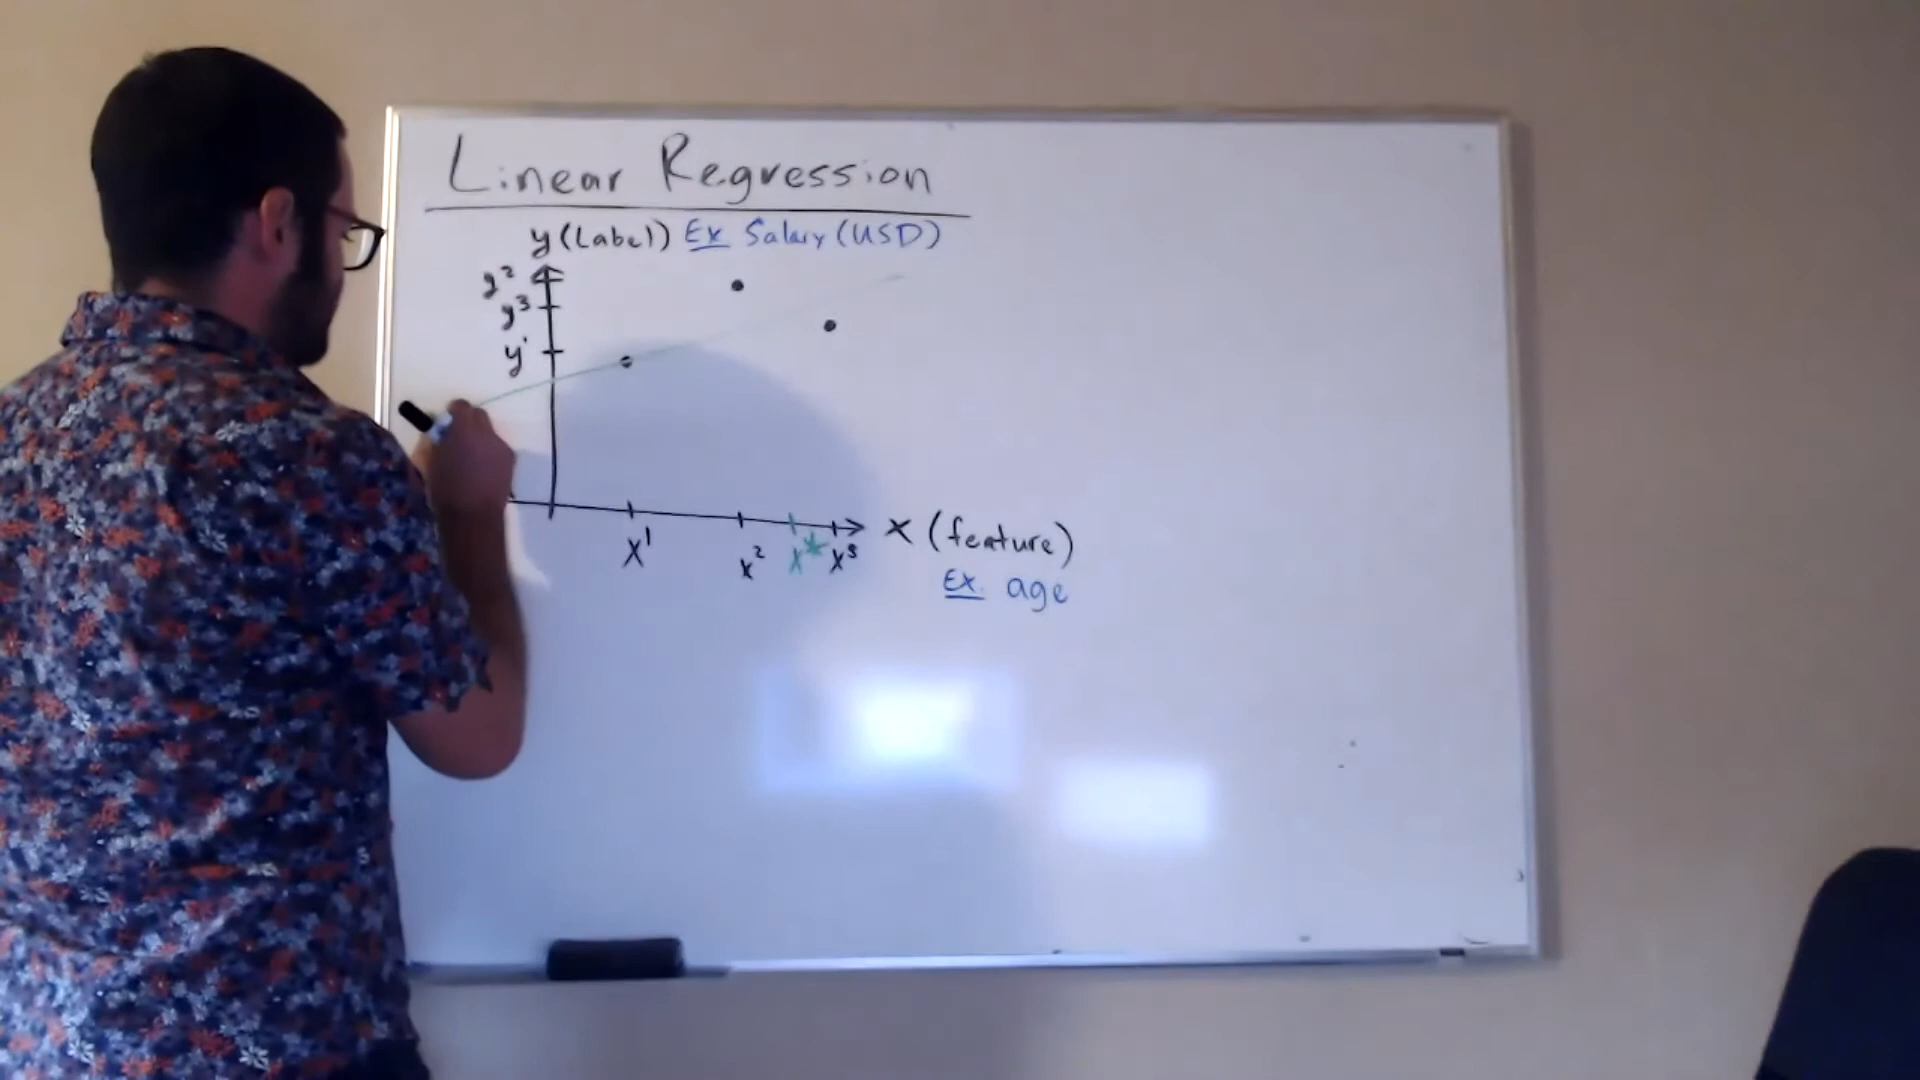 Linear Regression
y (Label) Ex Salary (USD)
y²
y³
y¹
x¹ x² x* x³ x (feature)
Ex. age